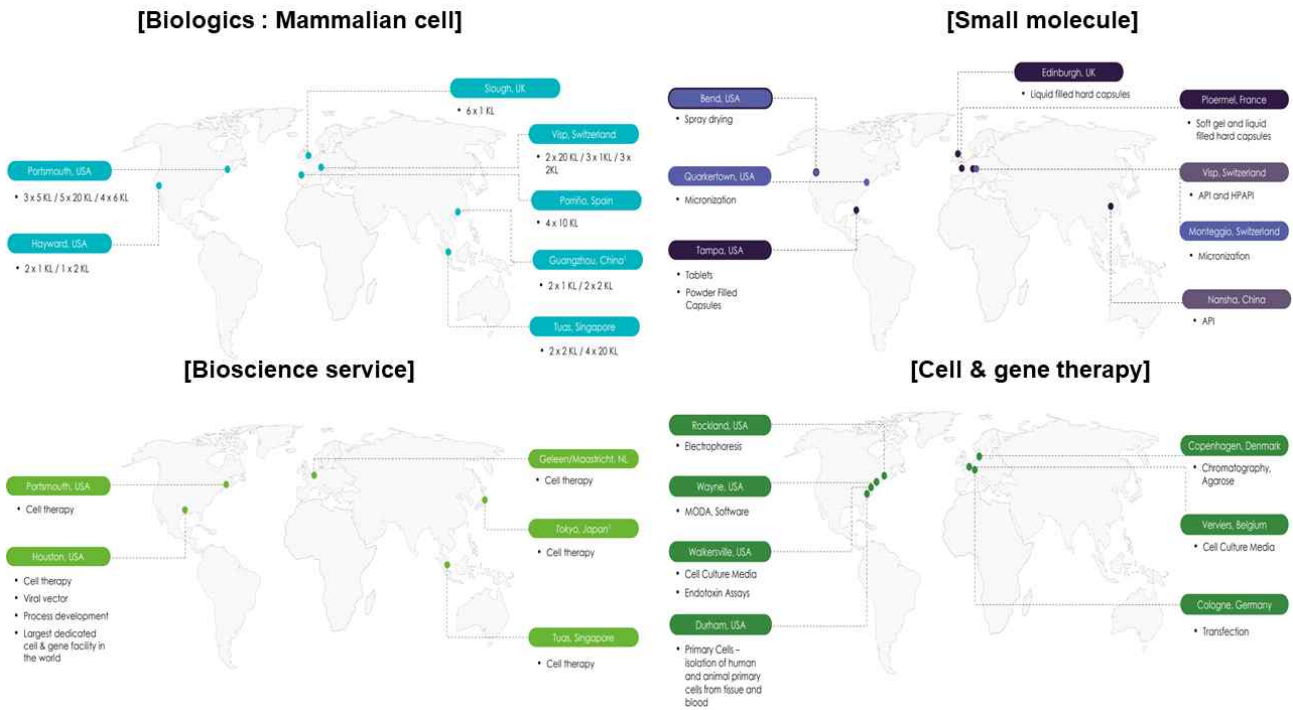 [Biologics : Mammalian cell]
Slough, UK
• 6 x 1 KL
Visp, Switzerland
• 2 x 20 KL / 3 x 1KL / 3 x
2KL
Portsmouth, USA
• 3 x 5 KL / 5 x 20 KL / 4 x 6 KL
Porriño, Spain
• 4 x 10 KL
Hayward, USA
• 2 x 1 KL / 1 x 2 KL
Guangzhou, China¹
• 2 x 1 KL / 2 x 2 KL
Tuas, Singapore
• 2 x 2 KL / 4 x 20 KL
[Small molecule]
Edinburgh, UK
• Liquid filled hard capsules
Bend, USA
• Spray drying
Ploermel, France
• Soft gel and liquid
filled hard capsules
Quarkertown, USA
• Micronization
Visp, Switzerland
• API and HPAPI
Monteggio, Switzerland
• Micronization
Tampa, USA
• Tablets
• Powder Filled
Capsules
Nansha, China
• API
[Bioscience service]
Geleen/Maastricht, NL
• Cell therapy
Portsmouth, USA
• Cell therapy
Tokyo, Japan¹
• Cell therapy
Houston, USA
• Cell therapy
• Viral vector
• Process development
• Largest dedicated
cell & gene facility in
the world
Tuas, Singapore
• Cell therapy
[Cell & gene therapy]
Rockland, USA
• Electrophoresis
Copenhagen, Denmark
• Chromatography,
Agarose
Wayne, USA
• MODA, Software
Verviers, Belgium
• Cell Culture Media
Walkersville, USA
• Cell Culture Media
• Endotoxin Assays
Cologne, Germany
• Transfection
Durham, USA
• Primary Cells –
isolation of human
and animal primary
cells from tissue and
blood